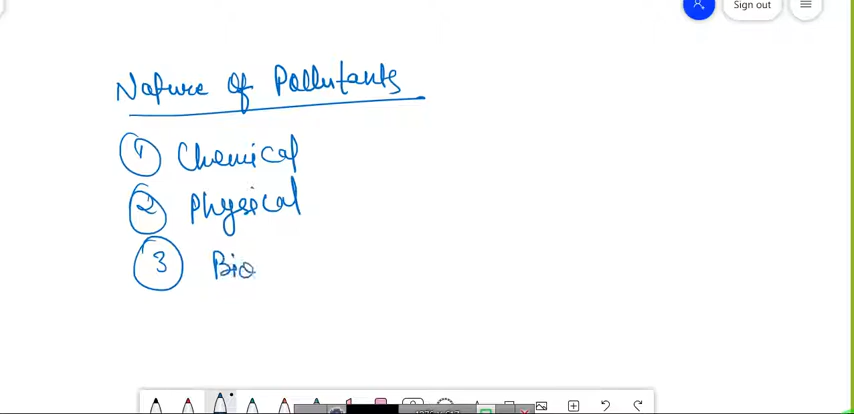 Sign out
Nature of Pollutants
1 Chemical
2 Physical
3 Bio